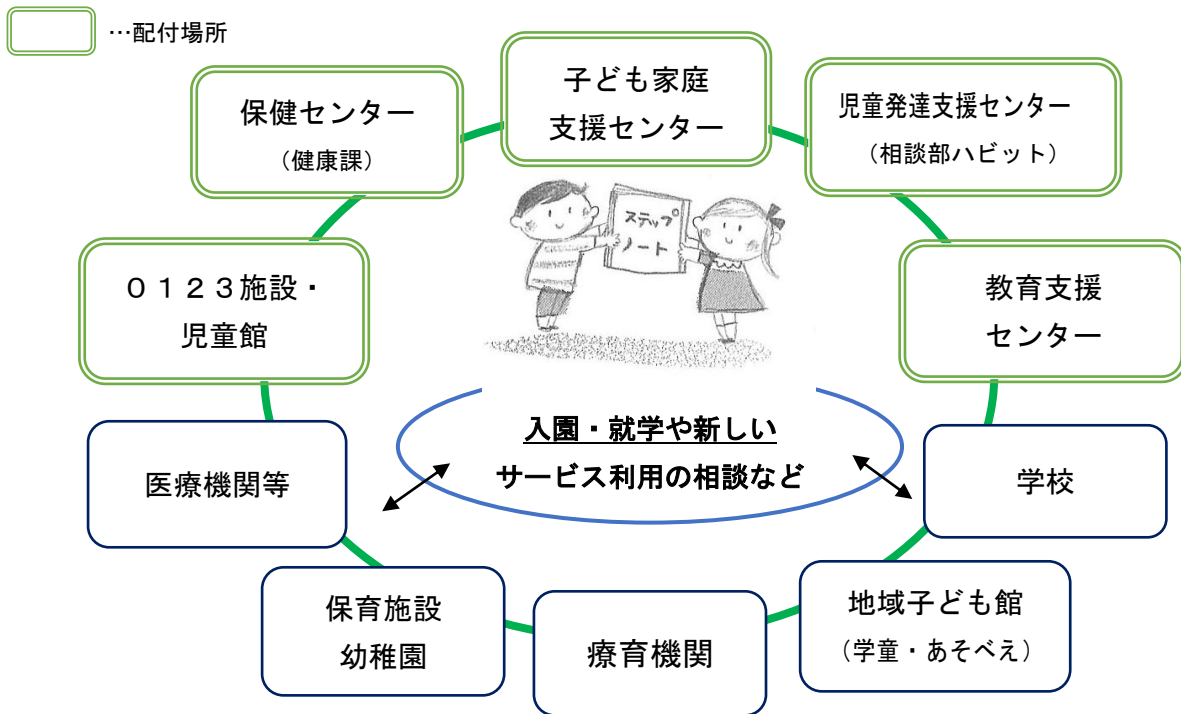 …配付場所
子ども家庭
支援センター
保健センター
（健康課）
児童発達支援センター
（相談部ハビット）
ステップ
ノート
０１２３施設・
児童館
教育支援
センター
入園・就学や新しい
サービス利用の相談など
医療機関等
学校
保育施設
幼稚園
療育機関
地域子ども館
（学童・あそべえ）